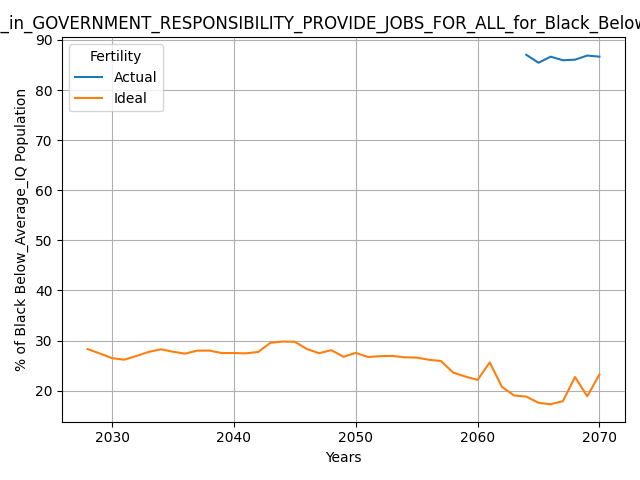 _in_GOVERNMENT_RESPONSIBILITY_PROVIDE_JOBS_FOR_ALL_for_Black_Below
90
80
70
60
50
40
30
20
% of Black Below_Average_IQ Population
Fertility
Actual
Ideal
2030 2040 2050 2060 2070
Years